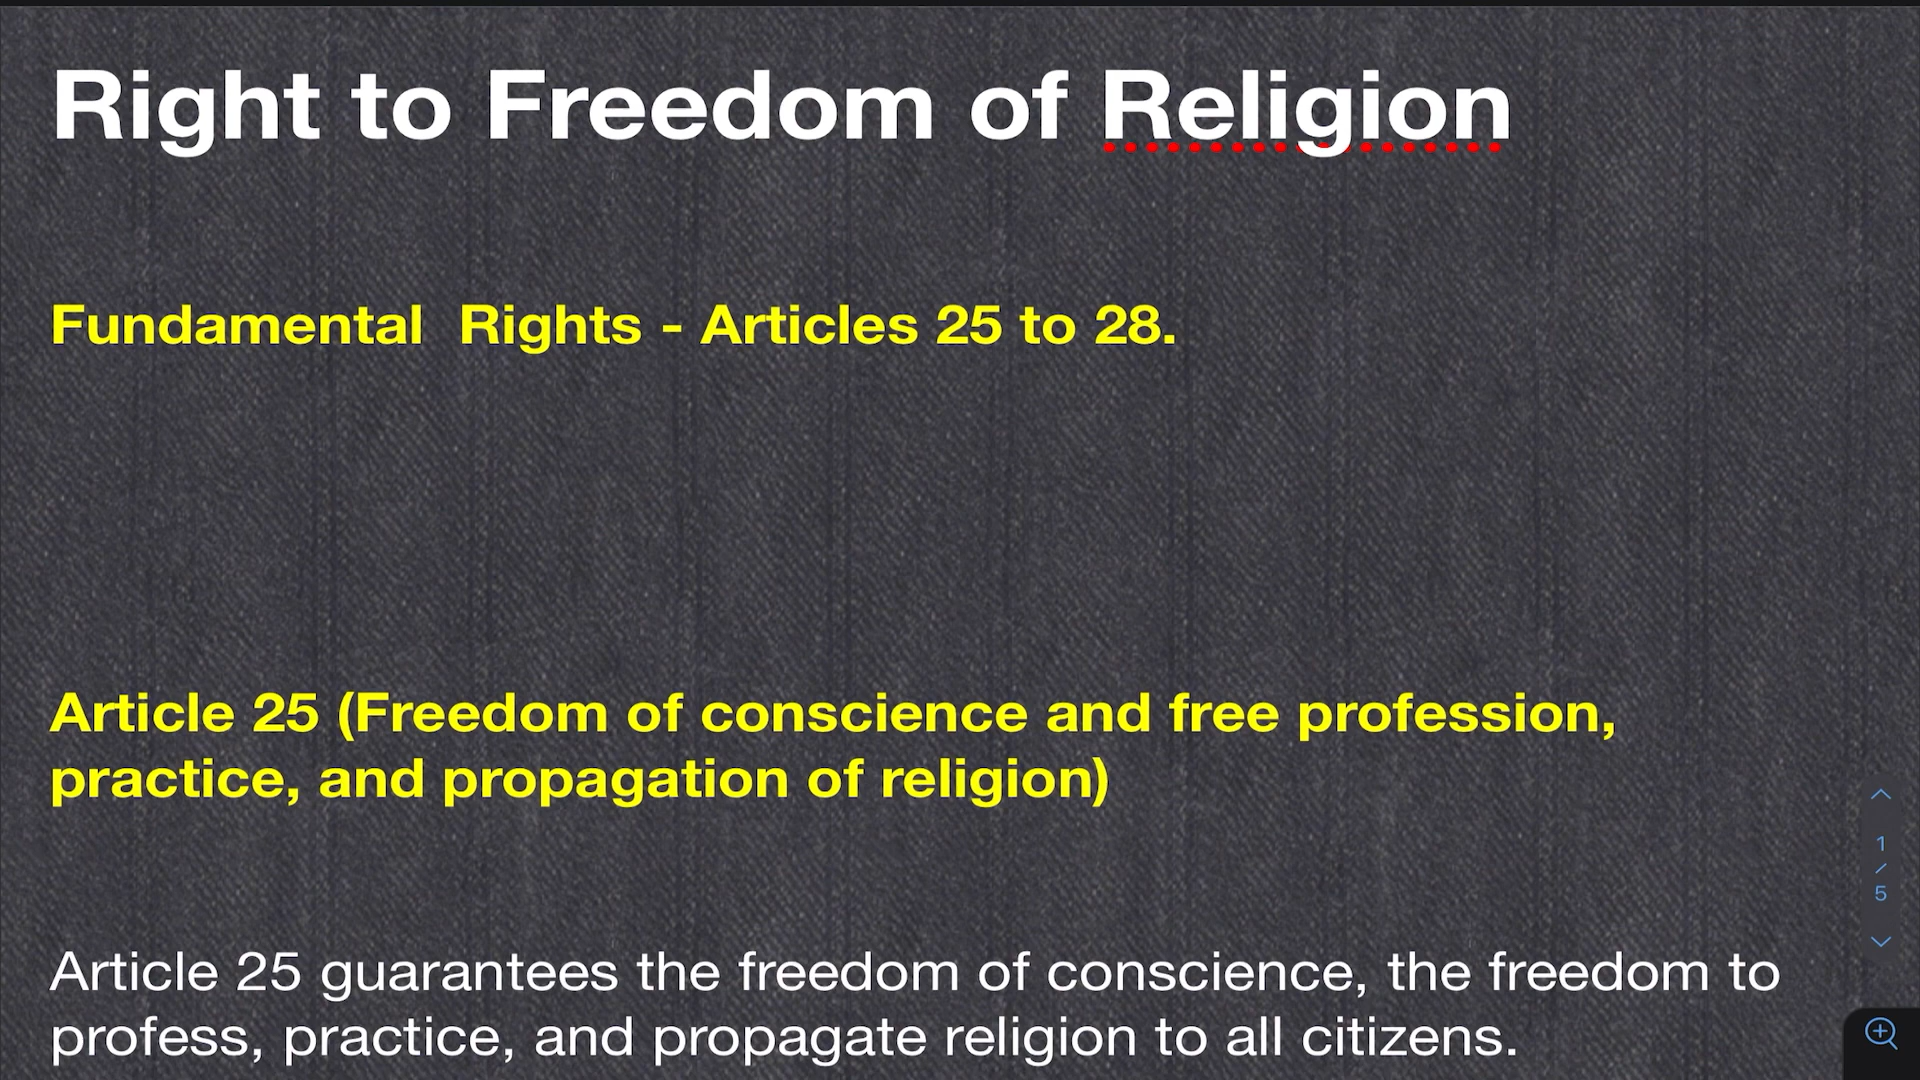 Right to Freedom of Religion
Fundamental  Rights - Articles 25 to 28.
Article 25 (Freedom of conscience and free profession,
practice, and propagation of religion)
1
/
5
Article 25 guarantees the freedom of conscience, the freedom to
profess, practice, and propagate religion to all citizens.